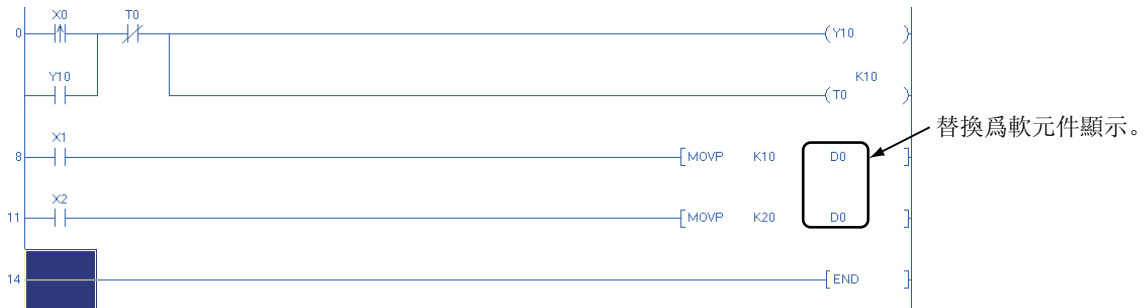 X0 T0
0 (Y10 )
Y10 K10
(T0 )
替換爲軟元件顯示。
X1
8 [MOVP K10 D0 ]
X2
11 [MOVP K20 D0 ]
14 [END ]